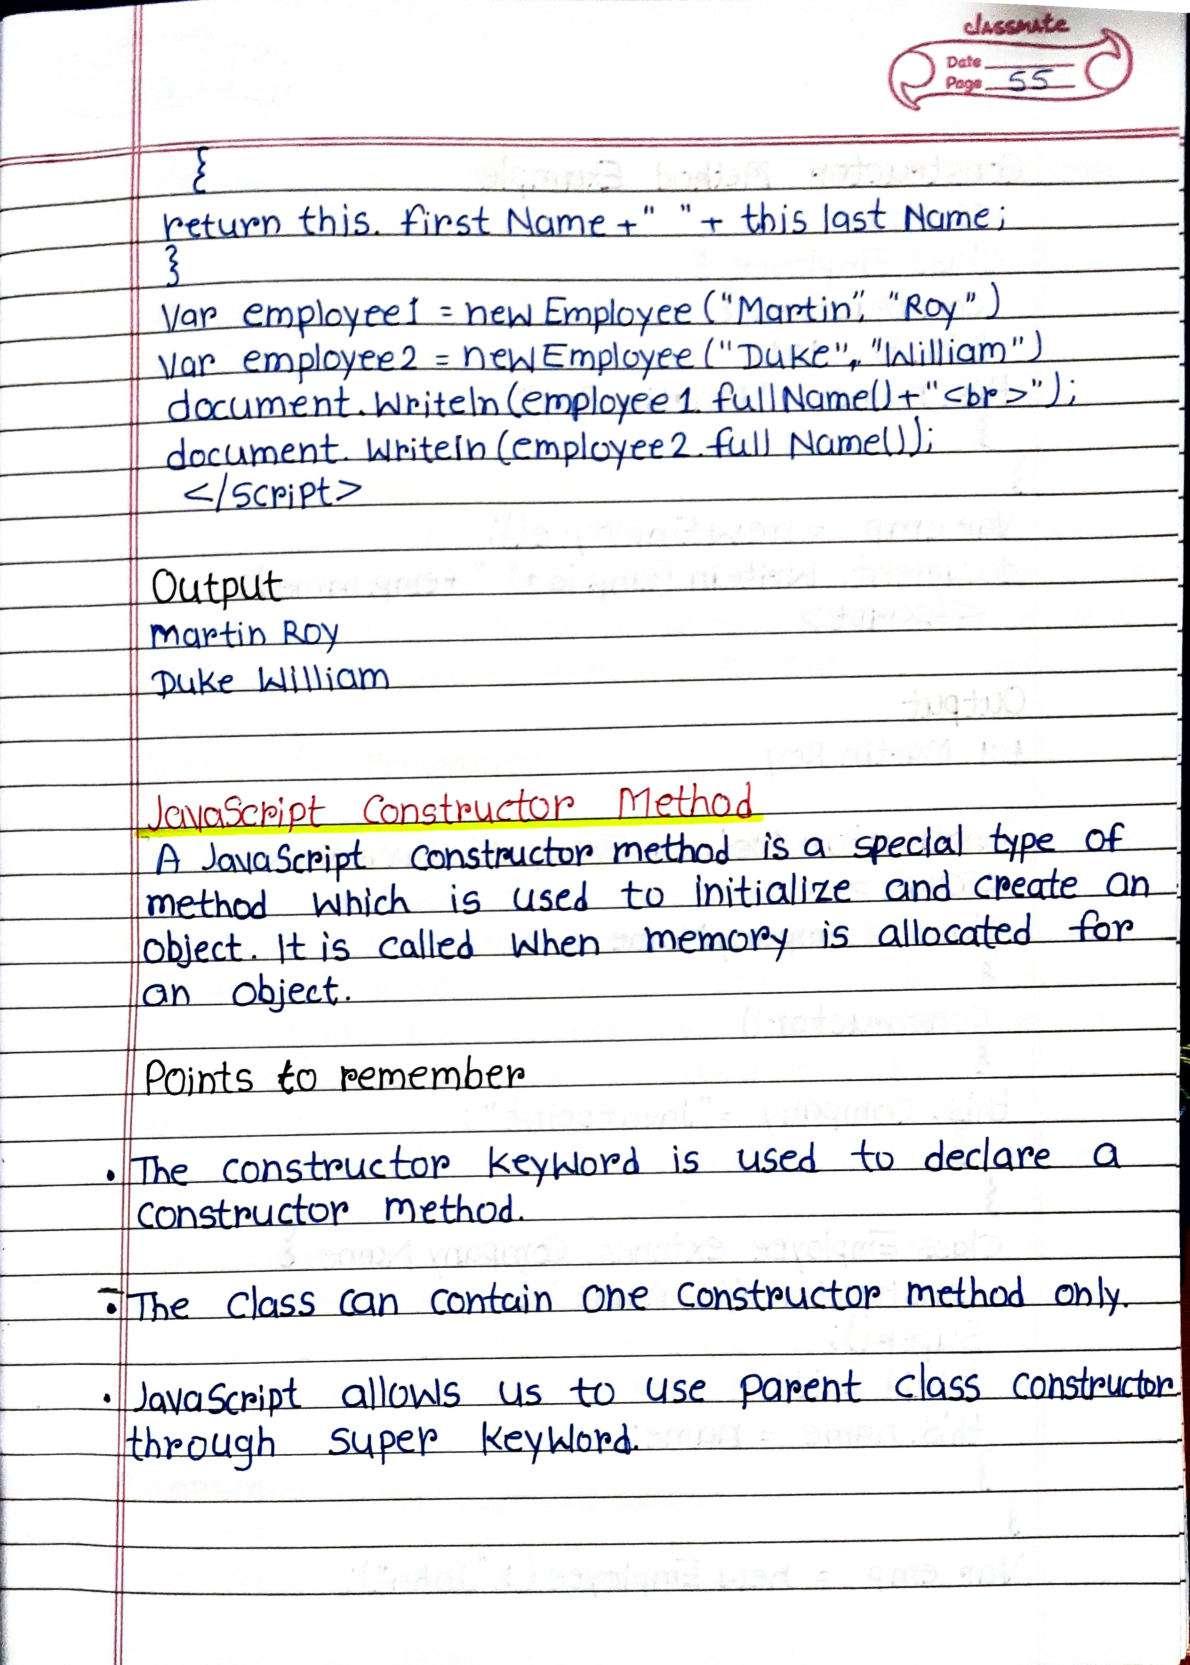 classmate
Date
Page 55
{
return this. first Name +" "+ this last Name;
}
Var employee1 = new Employee ("Martin", "Roy")
Var employee2 = new Employee ("Duke", "William")
document.Writeln(employee1. fullName()+"<br>");
document. Writeln (employee2.full Name());
</script>
Output
Martin Roy
Duke William
JavaScript Constructor Method
A JavaScript constructor method is a special type of
method which is used to initialize and create an
object. It is called when memory is allocated for
an object.
Points to remember
• The constructor keyword is used to declare a
constructor method.
• The class can contain one constructor method only.
• JavaScript allows us to use parent class constructor
through super keyword.